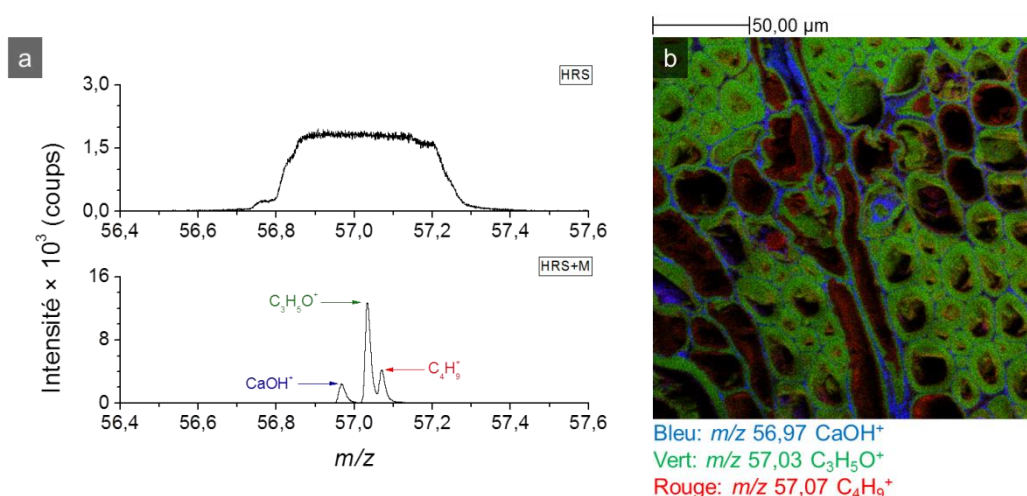 a
HRS
3,0
1,5
0,0
56,4 56,6 56,8 57,0 57,2 57,4 57,6
HRS+M
16
8
0
C₃H₅O⁺
CaOH⁺
C₄H₉⁺
56,4 56,6 56,8 57,0 57,2 57,4 57,6
m/z
Intensité × 10³ (coups)
50,00 µm
b
Bleu: m/z 56,97 CaOH⁺
Vert: m/z 57,03 C₃H₅O⁺
Rouge: m/z 57,07 C₄H₉⁺